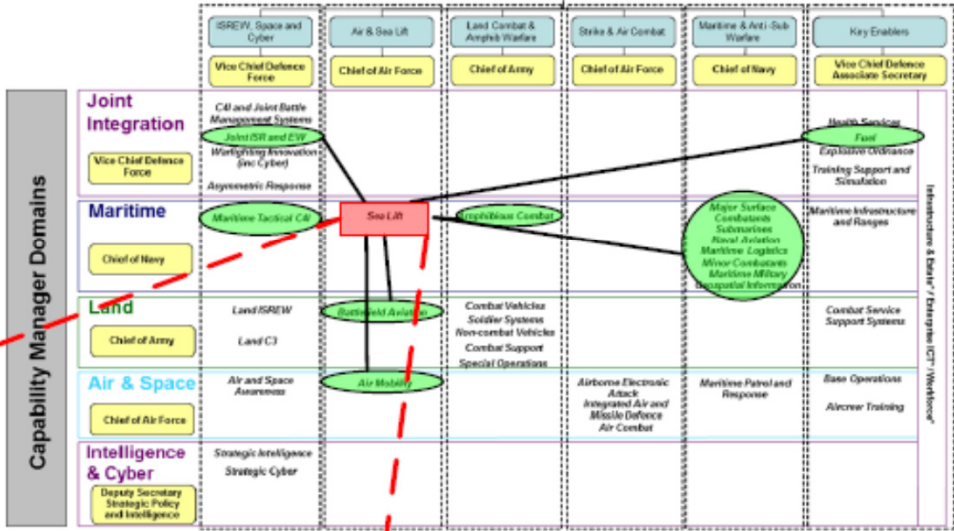 ISREW, Space and
Cyber
Air & Sea Lift
Land Combat &
Amphib Warfare
Strike & Air Combat
Maritime & Anti-Sub
Warfare
Key Enablers
Vice Chief Defence
Force
Chief of Air Force
Chief of Army
Chief of Air Force
Chief of Navy
Vice Chief Defence
Associate Secretary
Capability Manager Domains
Joint
Integration
Vice Chief Defence
Force
C4I and Joint Battle
Management Systems
Joint ISR and EW
Warfighting Innovation
(inc Cyber)
Asymmetric Response
Health Services
Fuel
Explosive Ordnance
Training Support and
Simulation
Maritime
Chief of Navy
Maritime Tactical C4I
Sea Lift
Amphibious Combat
Major Surface
Combatants
Submarines
Naval Aviation
Maritime Logistics
Minor Combatants
Maritime Military
Geospatial Information
Maritime Infrastructure
and Ranges
Land
Chief of Army
Land ISREW
Land C3
Battlefield Aviation
Combat Vehicles
Soldier Systems
Non-combat Vehicles
Combat Support
Special Operations
Combat Service
Support Systems
Air & Space
Chief of Air Force
Air and Space
Awareness
Air Mobility
Airborne Electronic
Attack
Integrated Air and
Missile Defence
Air Combat
Maritime Patrol and
Response
Base Operations
Aircrew Training
Intelligence
& Cyber
Deputy Secretary
Strategic Policy
and Intelligence
Strategic Intelligence
Strategic Cyber
Infrastructure & Estate* / Enterprise ICT* / Workforce*